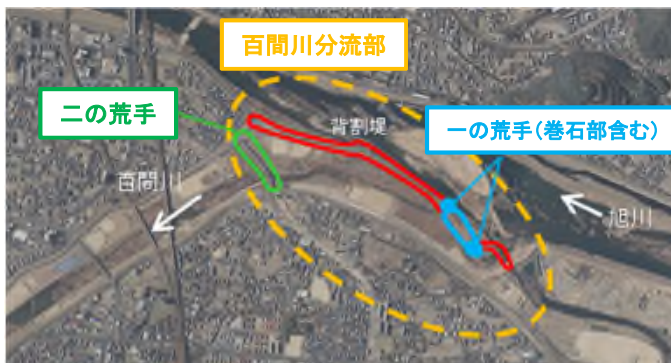 百間川分流部
二の荒手
背割堤
一の荒手(巻石部含む)
百間川
旭川